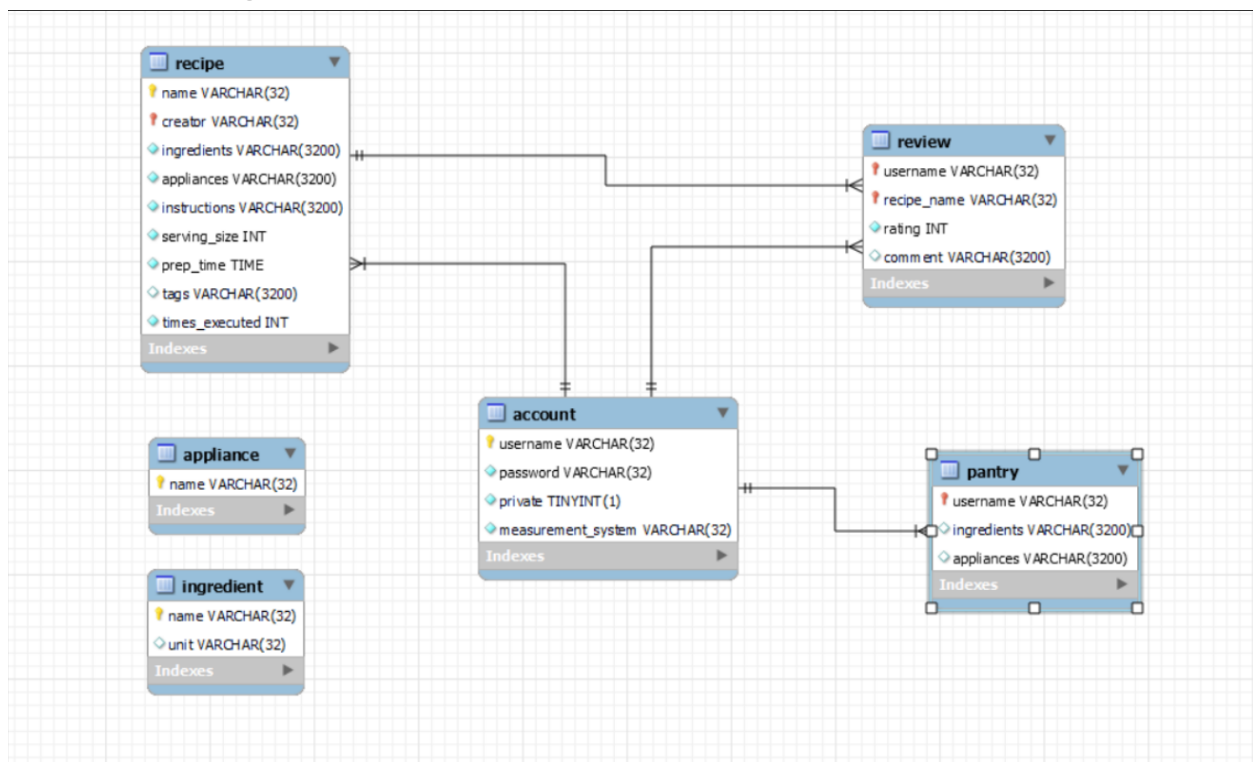 recipe
name VARCHAR(32)
creator VARCHAR(32)
ingredients VARCHAR(3200)
appliances VARCHAR(3200)
instructions VARCHAR(3200)
serving_size INT
prep_time TIME
tags VARCHAR(3200)
times_executed INT
Indexes
review
username VARCHAR(32)
recipe_name VARCHAR(32)
rating INT
comment VARCHAR(3200)
Indexes
account
username VARCHAR(32)
password VARCHAR(32)
private TINYINT(1)
measurement_system VARCHAR(32)
Indexes
pantry
username VARCHAR(32)
ingredients VARCHAR(3200)
appliances VARCHAR(3200)
Indexes
appliance
name VARCHAR(32)
Indexes
ingredient
name VARCHAR(32)
unit VARCHAR(32)
Indexes